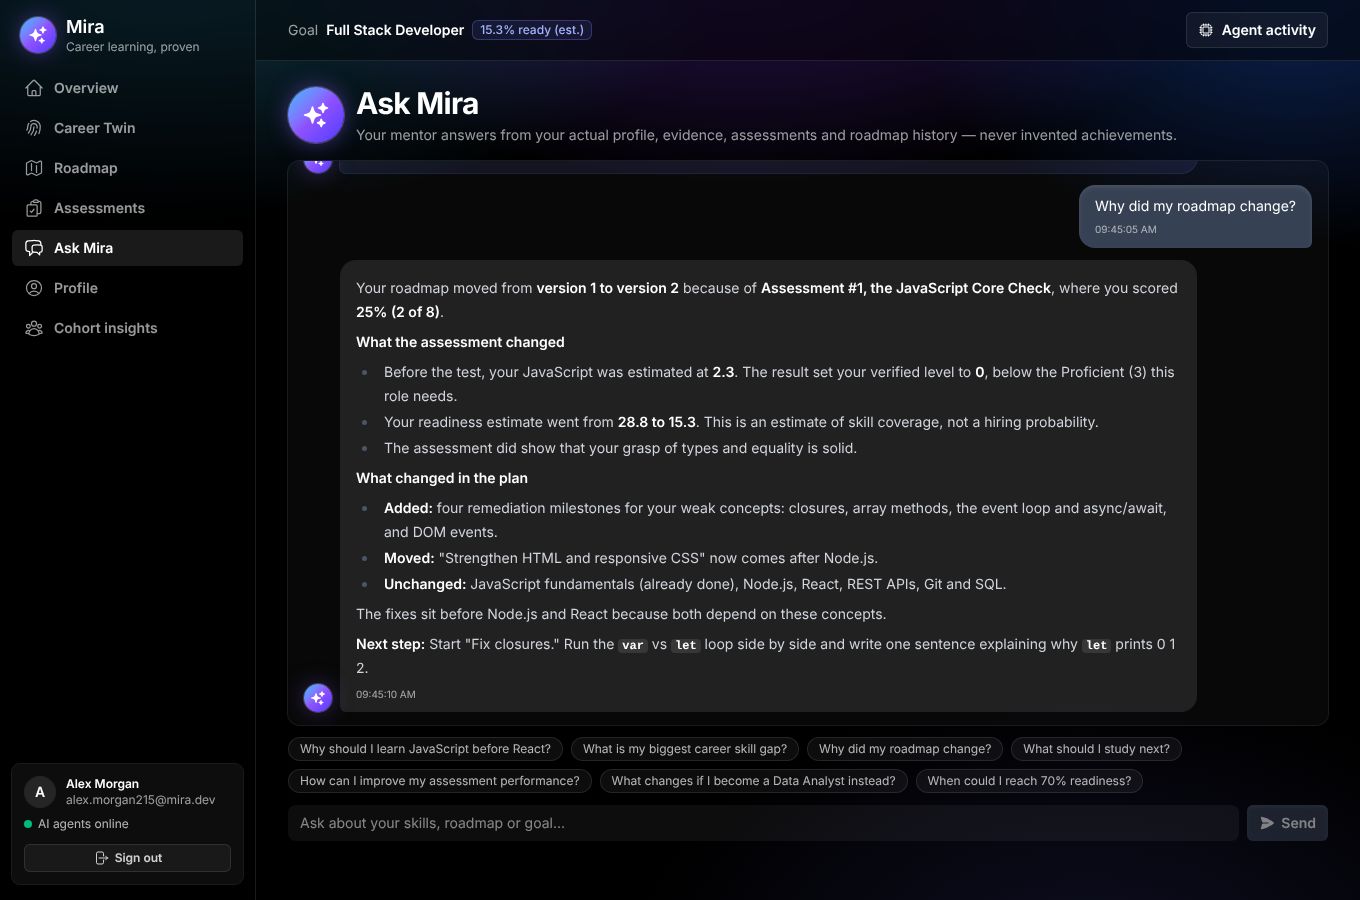 Mira
Career learning, proven
Overview
Career Twin
Roadmap
Assessments
Ask Mira
Profile
Cohort insights
A
Alex Morgan
alex.morgan215@mira.dev
AI agents online
Sign out
Goal Full Stack Developer 15.3% ready (est.)
Agent activity
Ask Mira
Your mentor answers from your actual profile, evidence, assessments and roadmap history — never invented achievements.
Why did my roadmap change?
09:45:05 AM
Your roadmap moved from version 1 to version 2 because of Assessment #1, the JavaScript Core Check, where you scored
25% (2 of 8).
What the assessment changed
Before the test, your JavaScript was estimated at 2.3. The result set your verified level to 0, below the Proficient (3) this
role needs.
Your readiness estimate went from 28.8 to 15.3. This is an estimate of skill coverage, not a hiring probability.
The assessment did show that your grasp of types and equality is solid.
What changed in the plan
Added: four remediation milestones for your weak concepts: closures, array methods, the event loop and async/await,
and DOM events.
Moved: "Strengthen HTML and responsive CSS" now comes after Node.js.
Unchanged: JavaScript fundamentals (already done), Node.js, React, REST APIs, Git and SQL.
The fixes sit before Node.js and React because both depend on these concepts.
Next step: Start "Fix closures." Run the var vs let loop side by side and write one sentence explaining why let prints 0 1
2.
09:45:10 AM
Why should I learn JavaScript before React?
What is my biggest career skill gap?
Why did my roadmap change?
What should I study next?
How can I improve my assessment performance?
What changes if I become a Data Analyst instead?
When could I reach 70% readiness?
Ask about your skills, roadmap or goal...
Send